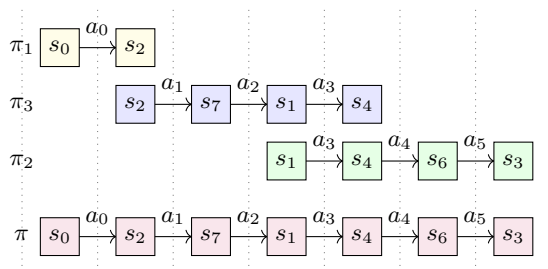 π₁ s₀ a₀ s₂
π₃ s₂ a₁ s₇ a₂ s₁ a₃ s₄
π₂ s₁ a₃ s₄ a₄ s₆ a₅ s₃
π s₀ a₀ s₂ a₁ s₇ a₂ s₁ a₃ s₄ a₄ s₆ a₅ s₃